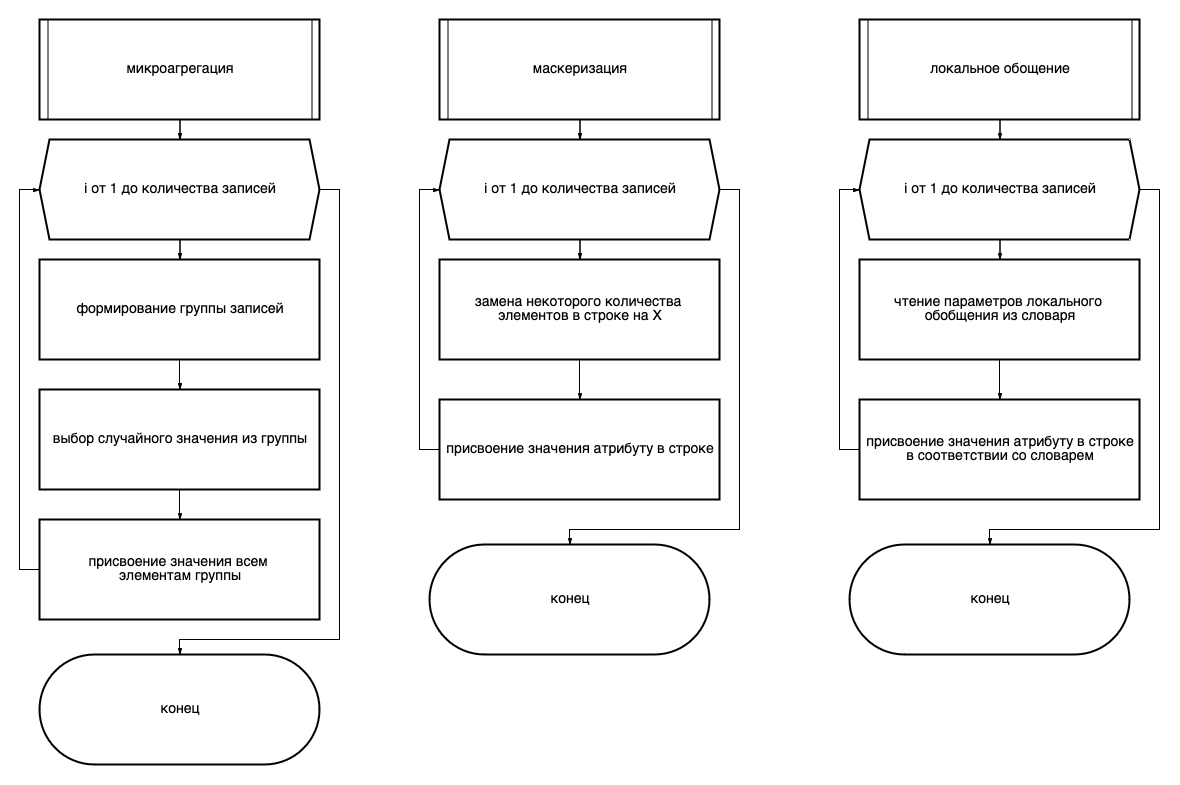 микроагрегация
i от 1 до количества записей
формирование группы записей
выбор случайного значения из группы
присвоение значения всем
элементам группы
конец
маскеризация
i от 1 до количества записей
замена некоторого количества
элементов в строке на X
присвоение значения атрибуту в строке
конец
локальное обощение
i от 1 до количества записей
чтение параметров локального
обобщения из словаря
присвоение значения атрибуту в строке
в соответствии со словарем
конец